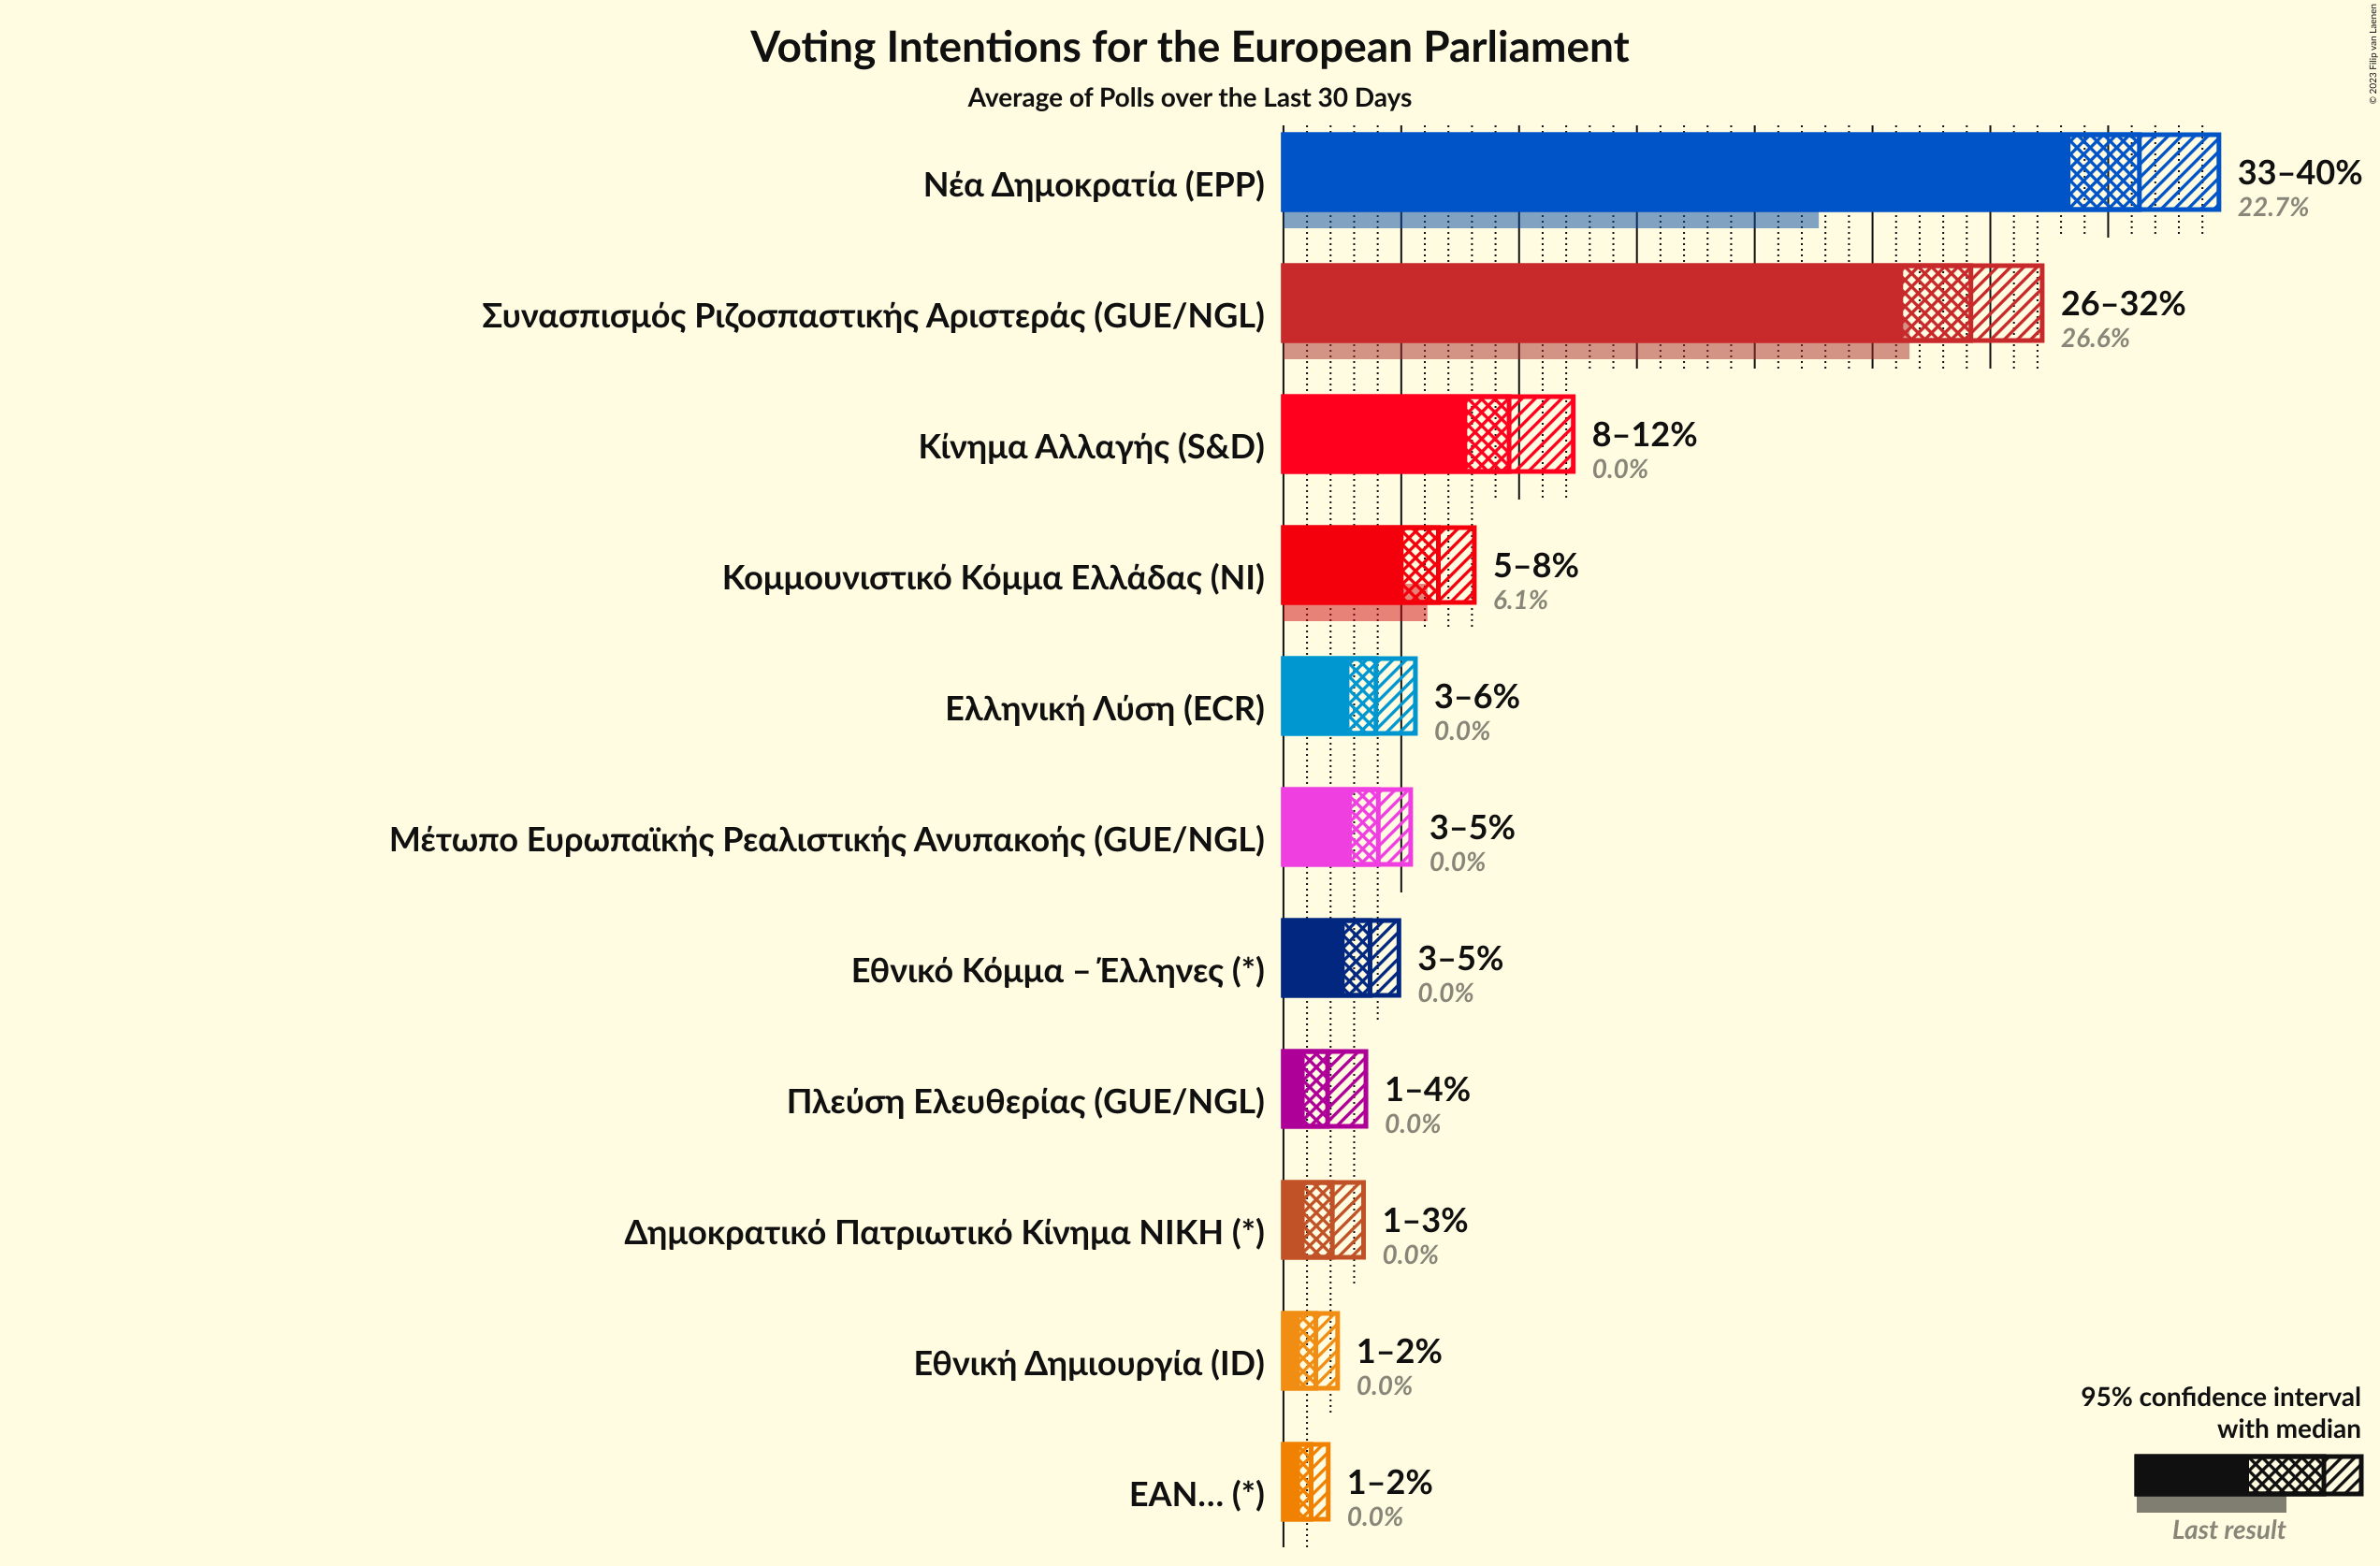 Voting Intentions for the European Parliament
Average of Polls over the Last 30 Days
© 2023 Filip van Laenen
Νέα Δημοκρατία (EPP)
33–40%
22.7%
Συνασπισμός Ριζοσπαστικής Αριστεράς (GUE/NGL)
26–32%
26.6%
Κίνημα Αλλαγής (S&D)
8–12%
0.0%
Κομμουνιστικό Κόμμα Ελλάδας (NI)
5–8%
6.1%
Ελληνική Λύση (ECR)
3–6%
0.0%
Μέτωπο Ευρωπαϊκής Ρεαλιστικής Ανυπακοής (GUE/NGL)
3–5%
0.0%
Εθνικό Κόμμα – Έλληνες (*)
3–5%
0.0%
Πλεύση Ελευθερίας (GUE/NGL)
1–4%
0.0%
Δημοκρατικό Πατριωτικό Κίνημα ΝΙΚΗ (*)
1–3%
0.0%
Εθνική Δημιουργία (ID)
1–2%
0.0%
ΕΑΝ... (*)
1–2%
0.0%
95% confidence interval
with median
Last result